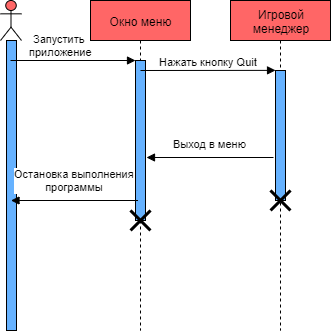 Окно меню
Игровой
менеджер
Запустить
приложение
Нажать кнопку Quit
Выход в меню
Остановка выполнения
программы